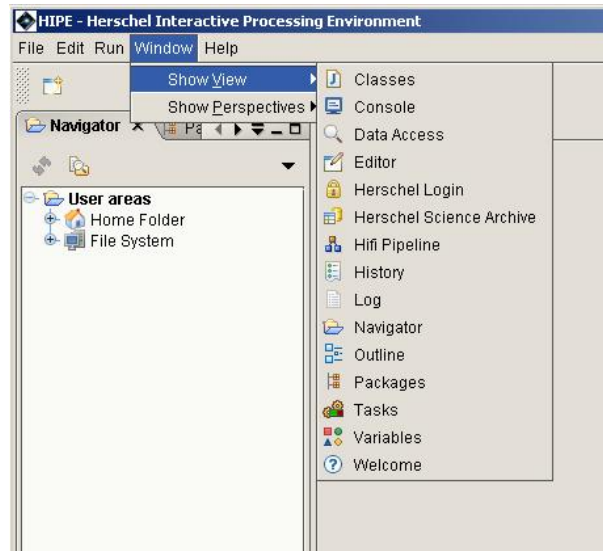 HIPE - Herschel Interactive Processing Environment
File Edit Run Window Help
Show View
Show Perspectives
Navigator Pa
User areas
Home Folder
File System
Classes
Console
Data Access
Editor
Herschel Login
Herschel Science Archive
Hifi Pipeline
History
Log
Navigator
Outline
Packages
Tasks
Variables
Welcome